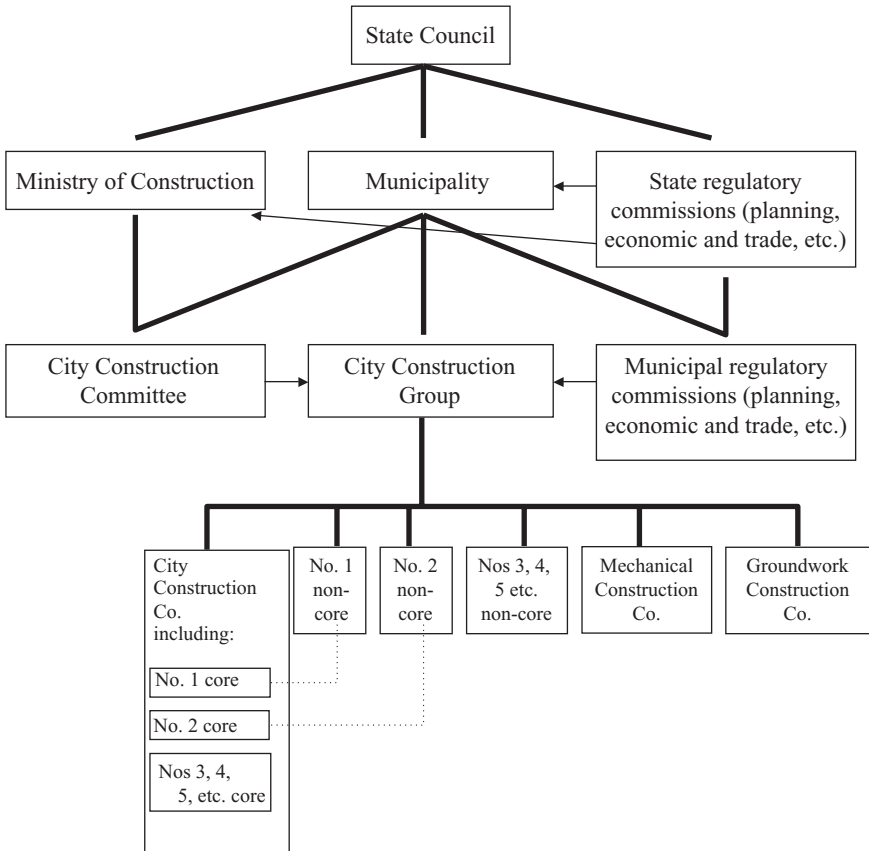 State Council
Ministry of Construction
Municipality
State regulatory
commissions (planning,
economic and trade, etc.)
City Construction
Committee
City Construction
Group
Municipal regulatory
commissions (planning,
economic and trade, etc.)
City
Construction
Co.
including:
No. 1 core
No. 2 core
Nos 3, 4,
5, etc. core
No. 1
non-
core
No. 2
non-
core
Nos 3, 4,
5 etc.
non-core
Mechanical
Construction
Co.
Groundwork
Construction
Co.